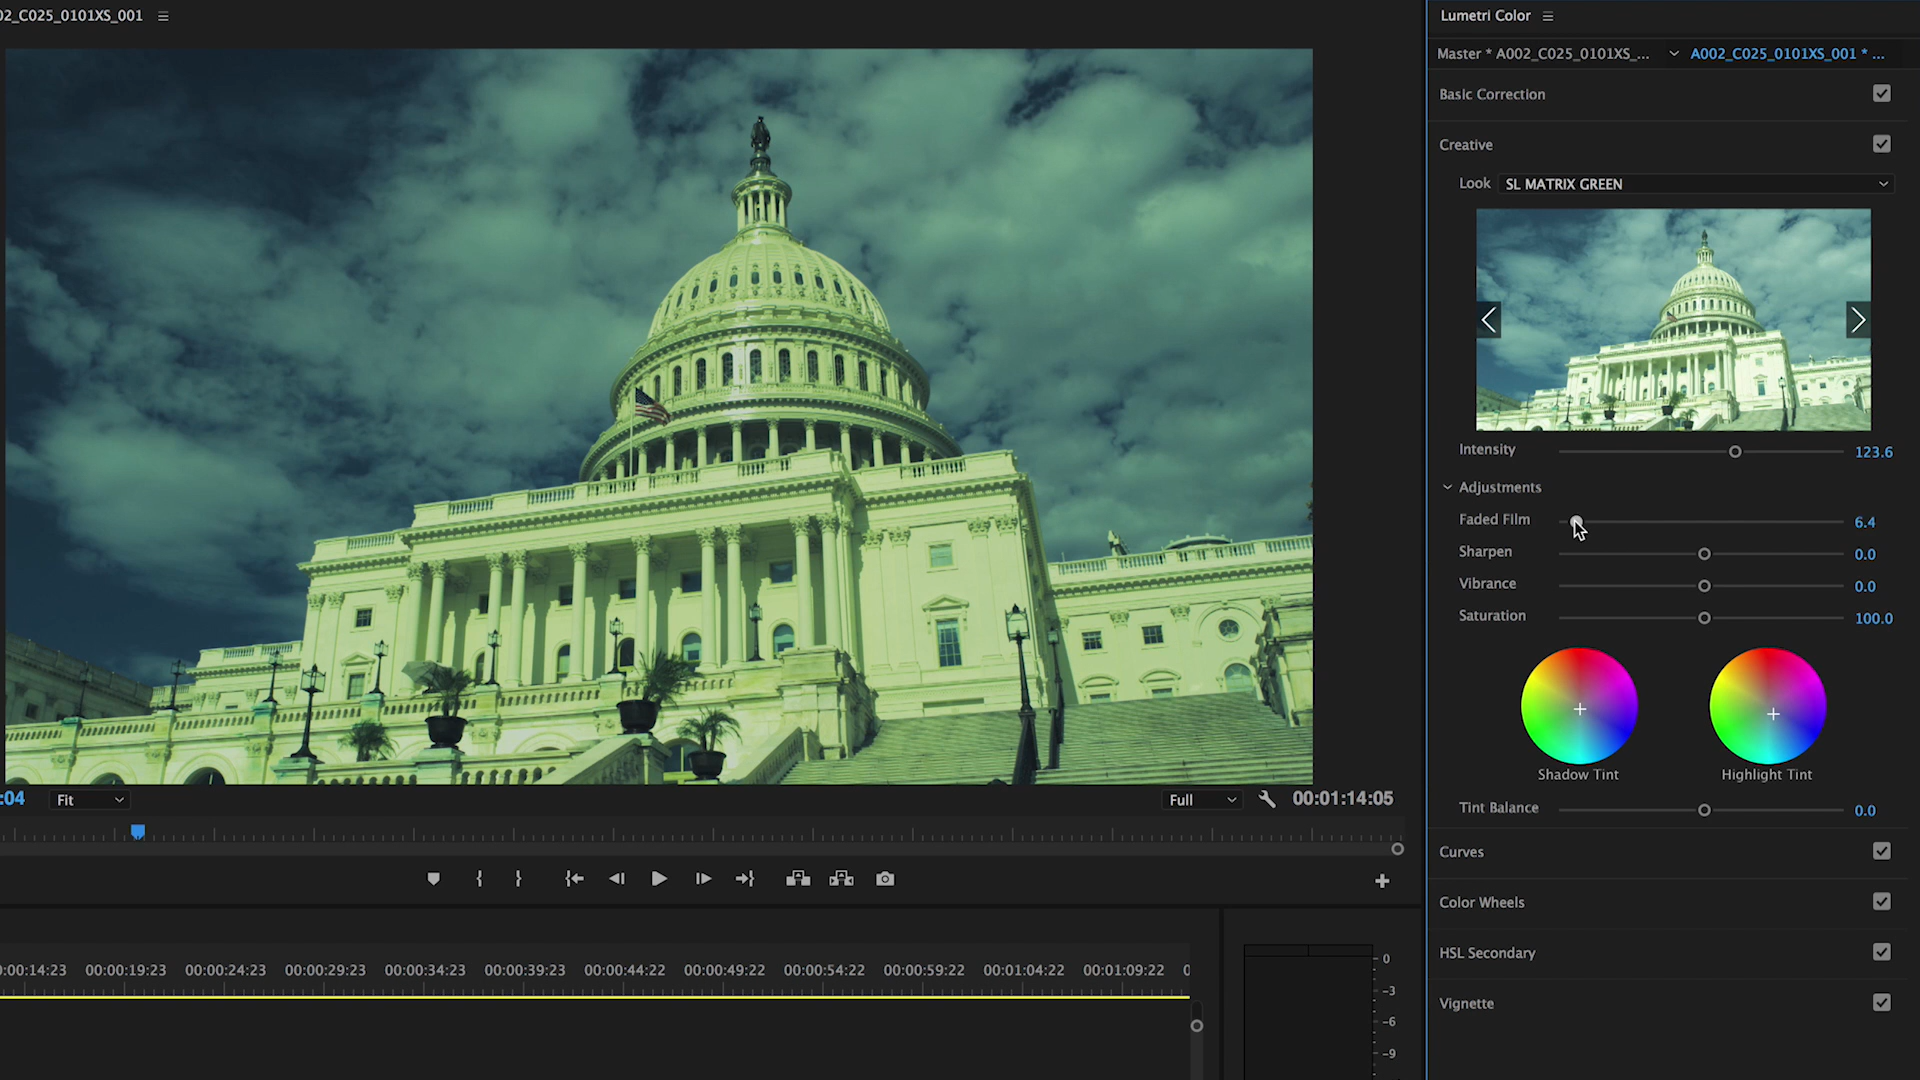 02_C025_0101XS_001
:04
Fit
Full
00:01:14:05
0:00:14:23 00:00:19:23 00:00:24:23 00:00:29:23 00:00:34:23 00:00:39:23 00:00:44:22 00:00:49:22 00:00:54:22 00:00:59:22 00:01:04:22 00:01:09:22 0
0
-3
-6
-9
Lumetri Color
Master * A002_C025_0101XS_... A002_C025_0101XS_001 * ...
Basic Correction
Creative
Look SL MATRIX GREEN
Intensity 123.6
Adjustments
Faded Film 6.4
Sharpen 0.0
Vibrance 0.0
Saturation 100.0
Shadow Tint Highlight Tint
Tint Balance 0.0
Curves
Color Wheels
HSL Secondary
Vignette